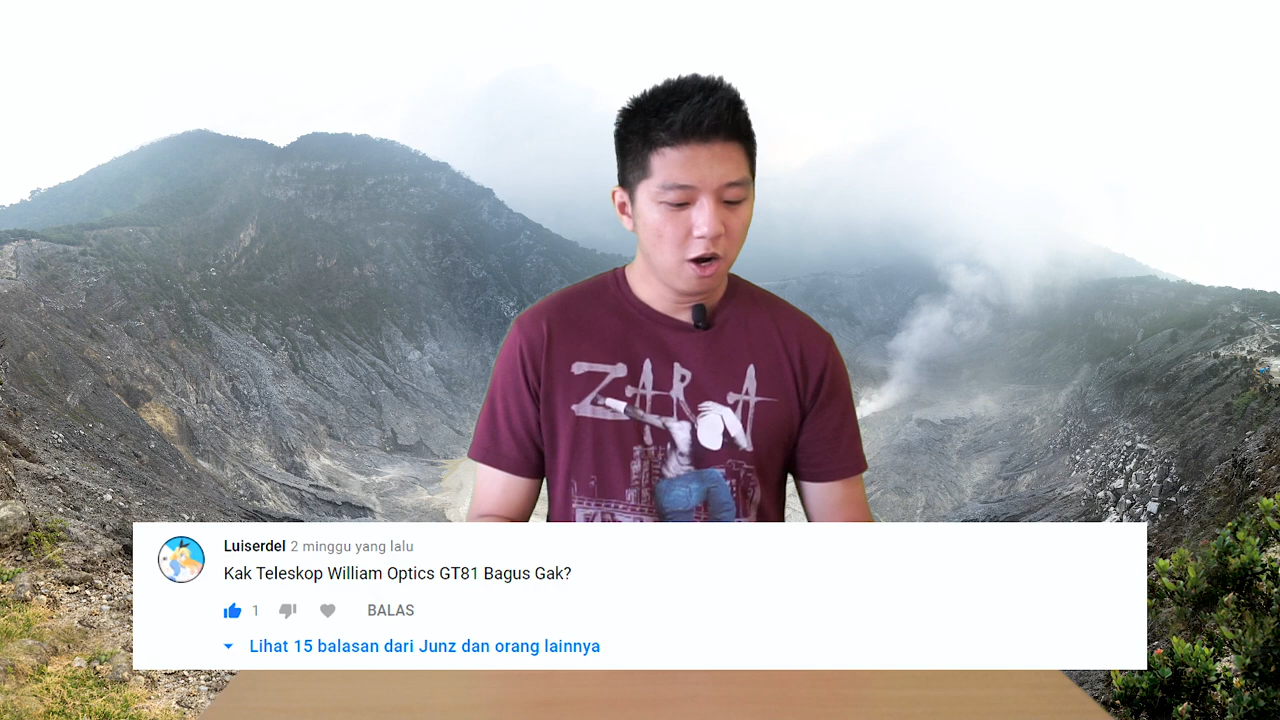 ZARA
Luiserdel 2 minggu yang lalu
Kak Teleskop William Optics GT81 Bagus Gak?
1 BALAS
Lihat 15 balasan dari Junz dan orang lainnya